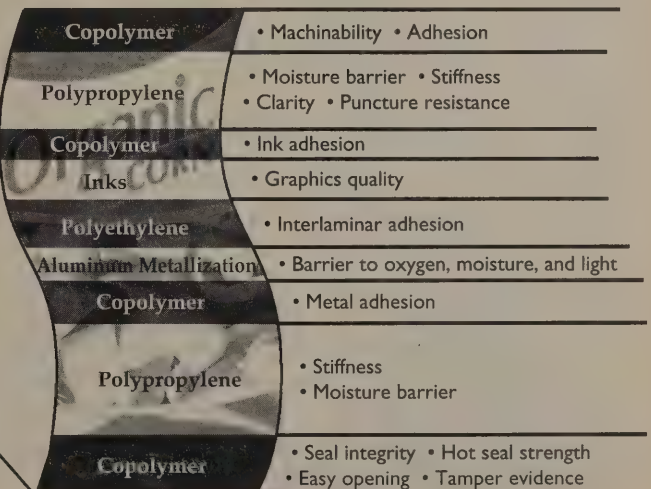 Copolymer • Machinability • Adhesion
Polypropylene • Moisture barrier • Stiffness
• Clarity • Puncture resistance
Organic
Copolymer • Ink adhesion
CORN
Inks • Graphics quality
Polyethylene • Interlaminar adhesion
Aluminum Metallization • Barrier to oxygen, moisture, and light
Copolymer • Metal adhesion
Polypropylene • Stiffness
• Moisture barrier
Copolymer • Seal integrity • Hot seal strength
• Easy opening • Tamper evidence